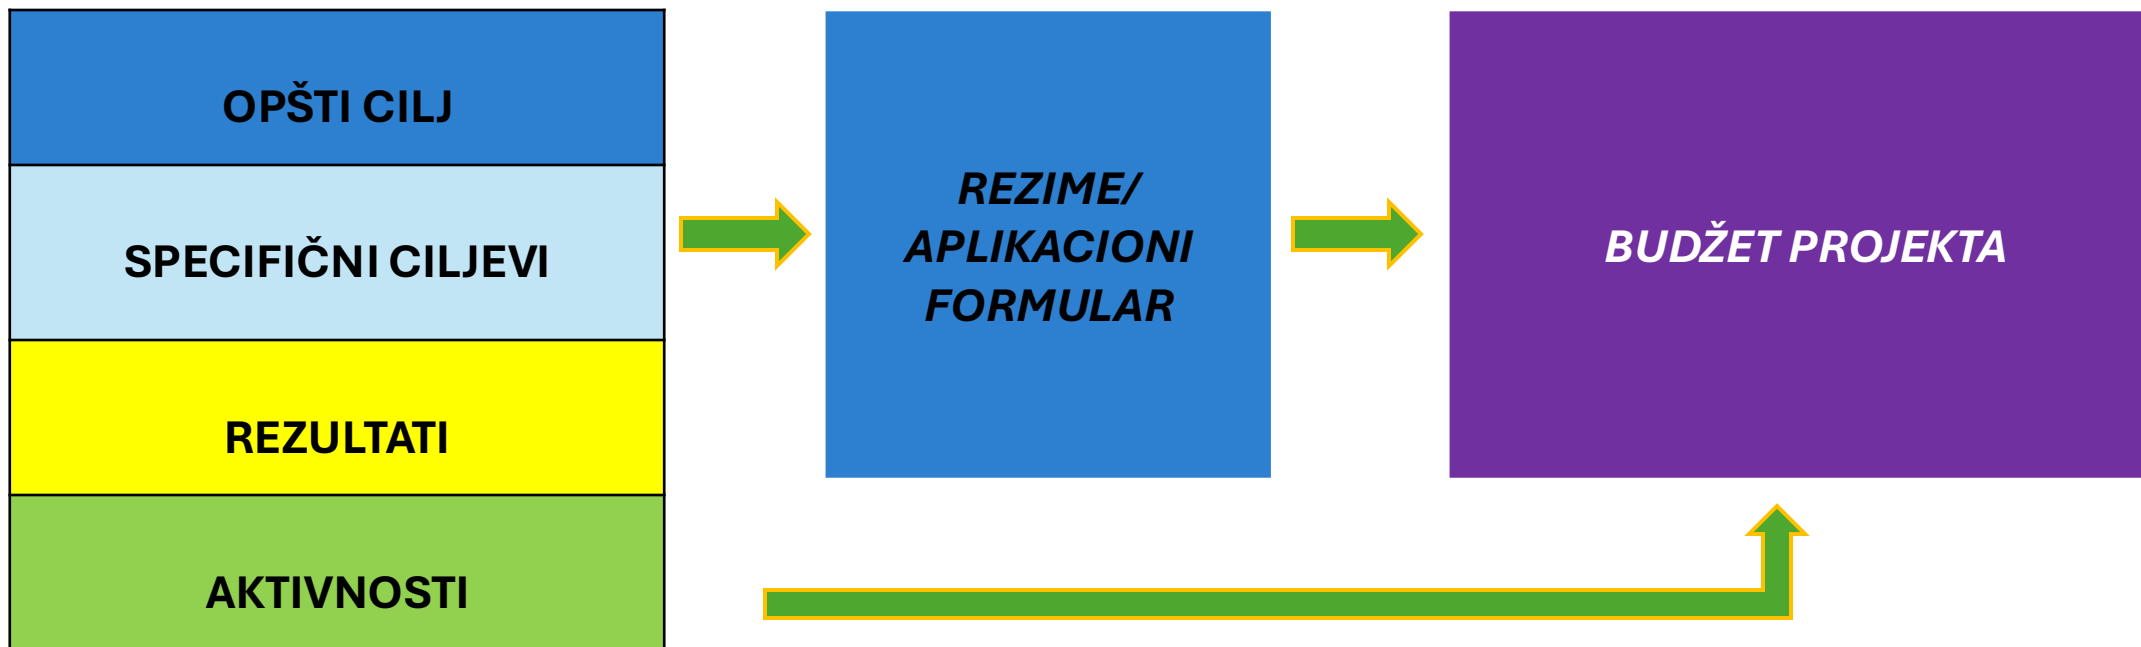 OPŠTI CILJ
SPECIFIČNI CILJEVI
REZULTATI
AKTIVNOSTI
REZIME/
APLIKACIONI
FORMULAR
BUDŽET PROJEKTA